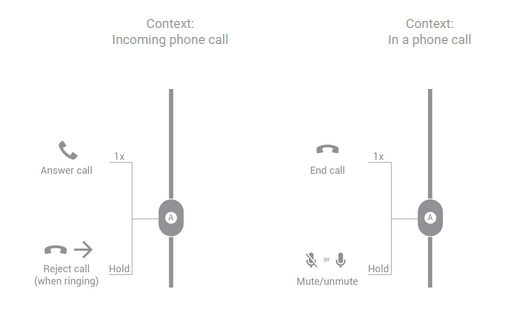 Context:
Incoming phone call
Context:
In a phone call
1x
Answer call
A
Reject call
(when ringing)
Hold
1x
End call
A
or
Mute/unmute
Hold